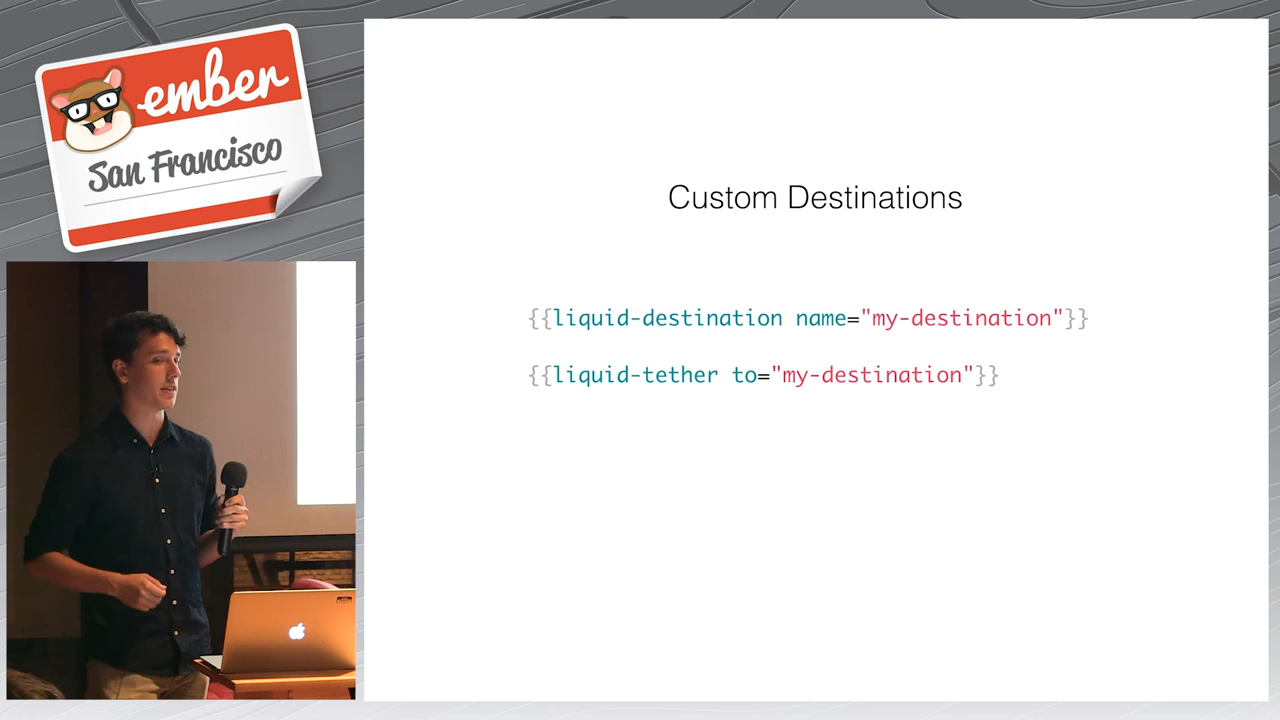 ember
San Francisco
Custom Destinations
{{liquid-destination name="my-destination"}}
{{liquid-tether to="my-destination"}}